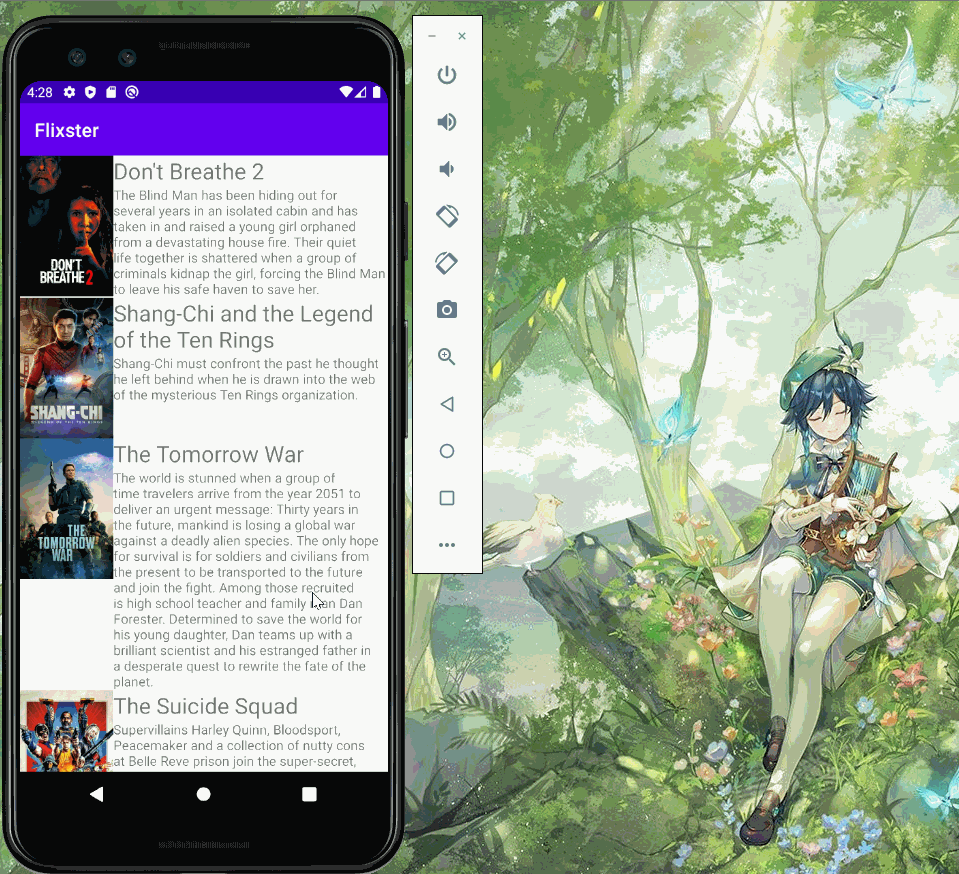 4:28
Flixster
DON'T
BREATHE 2
Don't Breathe 2
The Blind Man has been hiding out for
several years in an isolated cabin and has
taken in and raised a young girl orphaned
from a devastating house fire. Their quiet
life together is shattered when a group of
criminals kidnap the girl, forcing the Blind Man
to leave his safe haven to save her.
SHANG-CHI
Shang-Chi and the Legend
of the Ten Rings
Shang-Chi must confront the past he thought
he left behind when he is drawn into the web
of the mysterious Ten Rings organization.
THE
TOMORROW
WAR
The Tomorrow War
The world is stunned when a group of
time travelers arrive from the year 2051 to
deliver an urgent message: Thirty years in
the future, mankind is losing a global war
against a deadly alien species. The only hope
for survival is for soldiers and civilians from
the present to be transported to the future
and join the fight. Among those recruited
is high school teacher and family man Dan
Forester. Determined to save the world for
his young daughter, Dan teams up with a
brilliant scientist and his estranged father in
a desperate quest to rewrite the fate of the
planet.
The Suicide Squad
Supervillains Harley Quinn, Bloodsport,
Peacemaker and a collection of nutty cons
at Belle Reve prison join the super-secret,